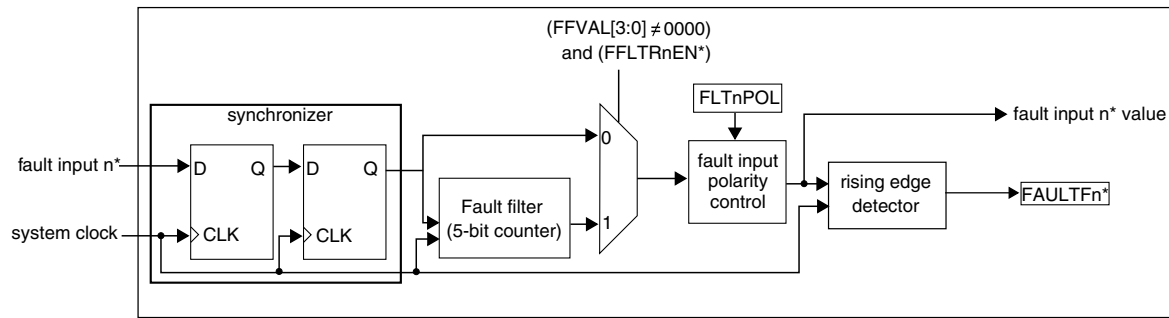 (FFVAL[3:0] ≠ 0000)
and (FFLTRnEN*)
synchronizer
fault input n*
system clock
D
Q
CLK
D
Q
CLK
Fault filter
(5-bit counter)
0
1
FLTnPOL
fault input
polarity
control
fault input n* value
rising edge
detector
FAULTFn*